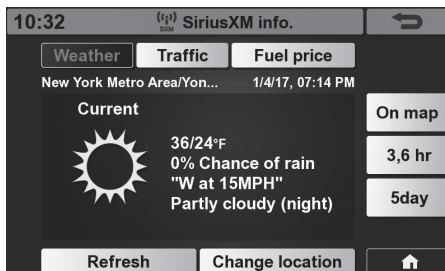 10:32 SXM SiriusXM info.
Weather Traffic Fuel price
New York Metro Area/Yon... 1/4/17, 07:14 PM
Current
On map
36/24°F
0% Chance of rain
3,6 hr
"W at 15MPH"
Partly cloudy (night)
5day
Refresh Change location